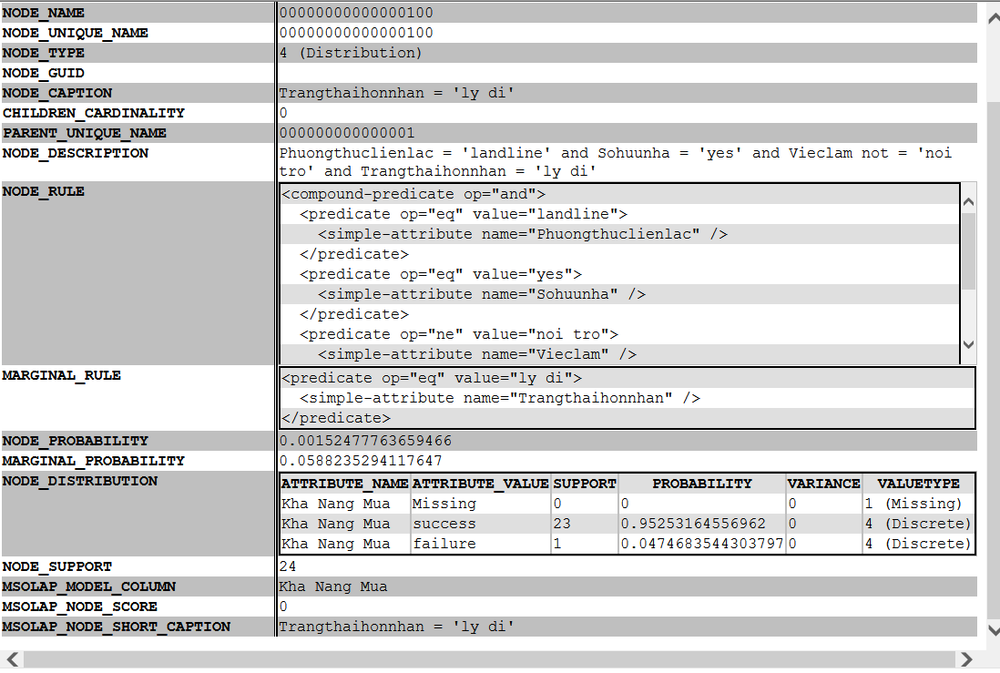 NODE_NAME 00000000000000100
NODE_UNIQUE_NAME 00000000000000100
NODE_TYPE 4 (Distribution)
NODE_GUID
NODE_CAPTION Trangthaihonnhan = 'ly di'
CHILDREN_CARDINALITY 0
PARENT_UNIQUE_NAME 000000000000001
NODE_DESCRIPTION Phuongthuclienlac = 'landline' and Sohuunha = 'yes' and Vieclam not = 'noi
tro' and Trangthaihonnhan = 'ly di'
NODE_RULE <compound-predicate op="and">
<predicate op="eq" value="landline">
<simple-attribute name="Phuongthuclienlac" />
</predicate>
<predicate op="eq" value="yes">
<simple-attribute name="Sohuunha" />
</predicate>
<predicate op="ne" value="noi tro">
<simple-attribute name="Vieclam" />
MARGINAL_RULE <predicate op="eq" value="ly di">
<simple-attribute name="Trangthaihonnhan" />
</predicate>
NODE_PROBABILITY 0.00152477763659466
MARGINAL_PROBABILITY 0.0588235294117647
NODE_DISTRIBUTION ATTRIBUTE_NAME ATTRIBUTE_VALUE SUPPORT PROBABILITY VARIANCE VALUETYPE
Kha Nang Mua Missing 0 0 0 1 (Missing)
Kha Nang Mua success 23 0.95253164556962 0 4 (Discrete)
Kha Nang Mua failure 1 0.0474683544303797 0 4 (Discrete)
NODE_SUPPORT 24
MSOLAP_MODEL_COLUMN Kha Nang Mua
MSOLAP_NODE_SCORE 0
MSOLAP_NODE_SHORT_CAPTION Trangthaihonnhan = 'ly di'